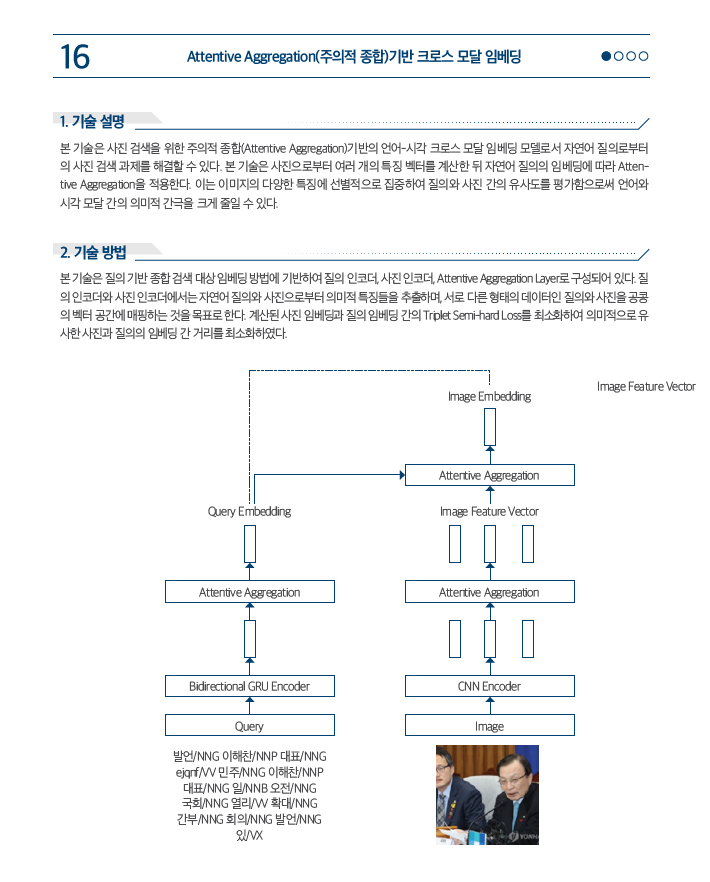 16
Attentive Aggregation(주의적 종합)기반 크로스 모달 임베딩
1. 기술 설명
본 기술은 사진 검색을 위한 주의적 종합(Attentive Aggregation)기반의 언어-시각 크로스 모달 임베딩 모델로서 자연어 질의로부터
의 사진 검색 과제를 해결할 수 있다. 본 기술은 사진으로부터 여러 개의 특징 벡터를 계산한 뒤 자연어 질의의 임베딩에 따라 Atten-
tive Aggregation을 적용한다. 이는 이미지의 다양한 특징에 선별적으로 집중하여 질의와 사진 간의 유사도를 평가함으로써 언어와
시각 모달 간의 의미적 간극을 크게 줄일 수 있다.
2. 기술 방법
본 기술은 질의 기반 종합 검색 대상 임베딩 방법에 기반하여 질의 인코더, 사진 인코더, Attentive Aggregation Layer로 구성되어 있다. 질
의 인코더와 사진 인코더에서는 자연어 질의와 사진으로부터 의미적 특징들을 추출하며, 서로 다른 형태의 데이터인 질의와 사진을 공콩
의 벡터 공간에 매핑하는 것을 목표로 한다. 계산된 사진 임베딩과 질의 임베딩 간의 Triplet Semi-hard Loss를 최소화하여 의미적으로 유
사한 사진과 질의의 임베딩 간 거리를 최소화하였다.
Image Feature Vector
Image Embedding
Attentive Aggregation
Query Embedding
Image Feature Vector
Attentive Aggregation
Attentive Aggregation
Bidirectional GRU Encoder
CNN Encoder
Query
Image
발언/NNG 이해찬/NNP 대표/NNG
ejqnf/VV 민주/NNG 이해찬/NNP
대표/NNG 일/NNB 오전/NNG
국회/NNG 열리/VV 확대/NNG
간부/NNG 회의/NNG 발언/NNG
있/VX